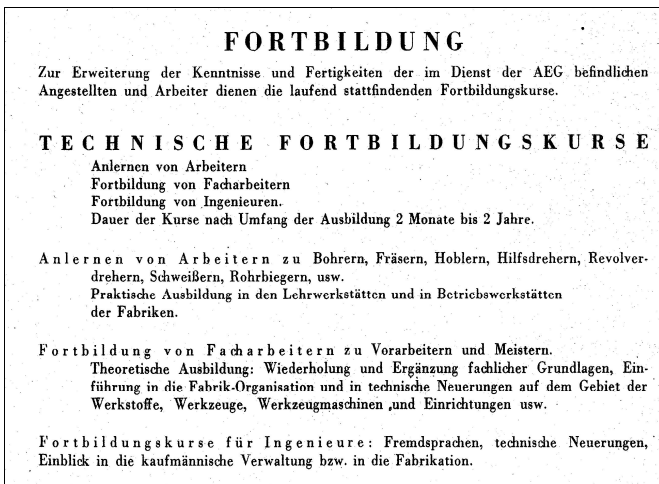 FORTBILDUNG
Zur Erweiterung der Kenntnisse und Fertigkeiten der im Dienst der AEG befindlichen
Angestellten und Arbeiter dienen die laufend stattfindenden Fortbildungskurse.
TECHNISCHE FORTBILDUNGSKURSE
Anlernen von Arbeitern
Fortbildung von Facharbeitern
Fortbildung von Ingenieuren.
Dauer der Kurse nach Umfang der Ausbildung 2 Monate bis 2 Jahre.
Anlernen von Arbeitern zu Bohrern, Fräsern, Hoblern, Hilfsdrehern, Revolver-
drehern, Schweißern, Rohrbiegern, usw.
Praktische Ausbildung in den Lehrwerkstätten und in Betriebswerkstätten
der Fabriken.
Fortbildung von Facharbeitern zu Vorarbeitern und Meistern.
Theoretische Ausbildung: Wiederholung und Ergänzung fachlicher Grundlagen, Ein-
führung in die Fabrik-Organisation und in technische Neuerungen auf dem Gebiet der
Werkstoffe, Werkzeuge, Werkzeugmaschinen ,und Einrichtungen usw.
Fortbildungskurse für Ingenieure: Fremdsprachen, technische Neuerungen,
Einblick in die kaufmännische Verwaltung bzw. in die Fabrikation.